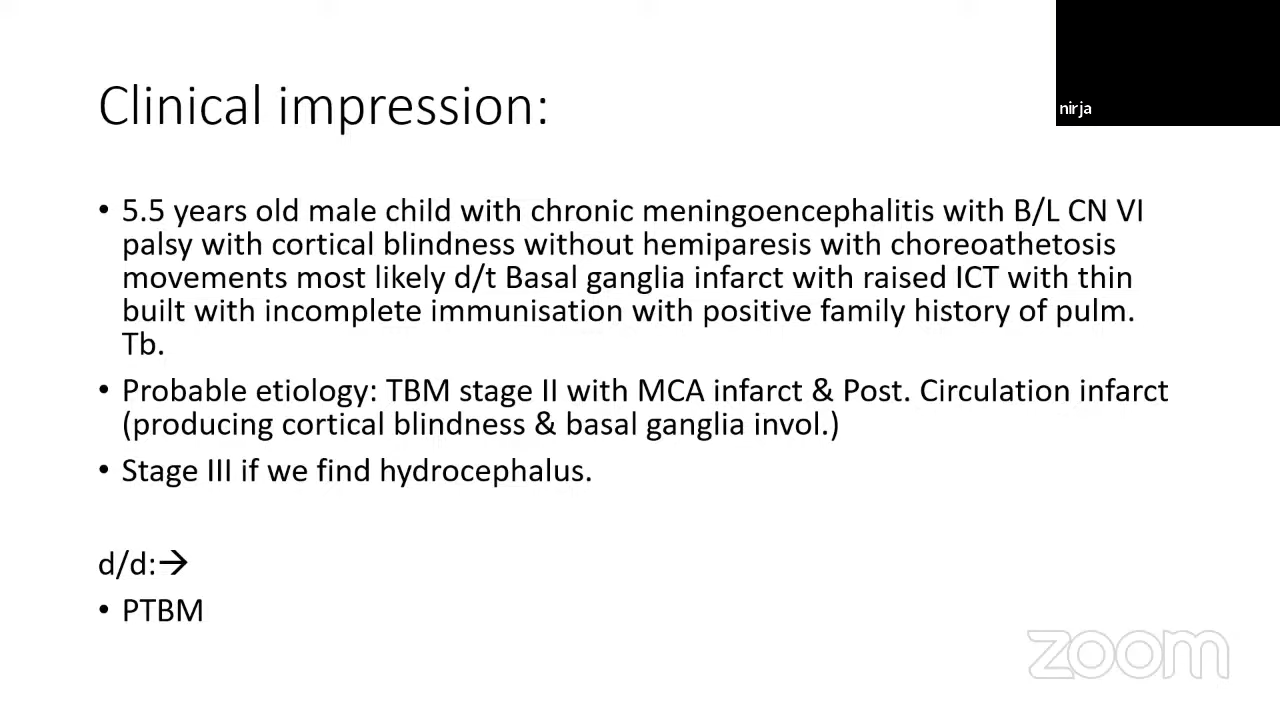 Clinical impression:
nirja
• 5.5 years old male child with chronic meningoencephalitis with B/L CN VI
palsy with cortical blindness without hemiparesis with choreoathetosis
movements most likely d/t Basal ganglia infarct with raised ICT with thin
built with incomplete immunisation with positive family history of pulm.
Tb.
• Probable etiology: TBM stage II with MCA infarct & Post. Circulation infarct
(producing cortical blindness & basal ganglia invol.)
• Stage III if we find hydrocephalus.
d/d:→
• PTBM
zoom